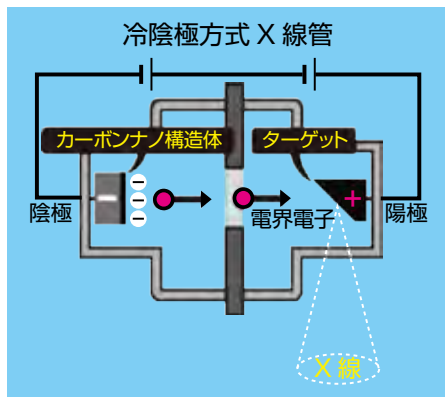 冷陰極方式 X 線管
カーボンナノ構造体
ターゲット
−
−
−
−
+
陰極
電界電子
陽極
X 線